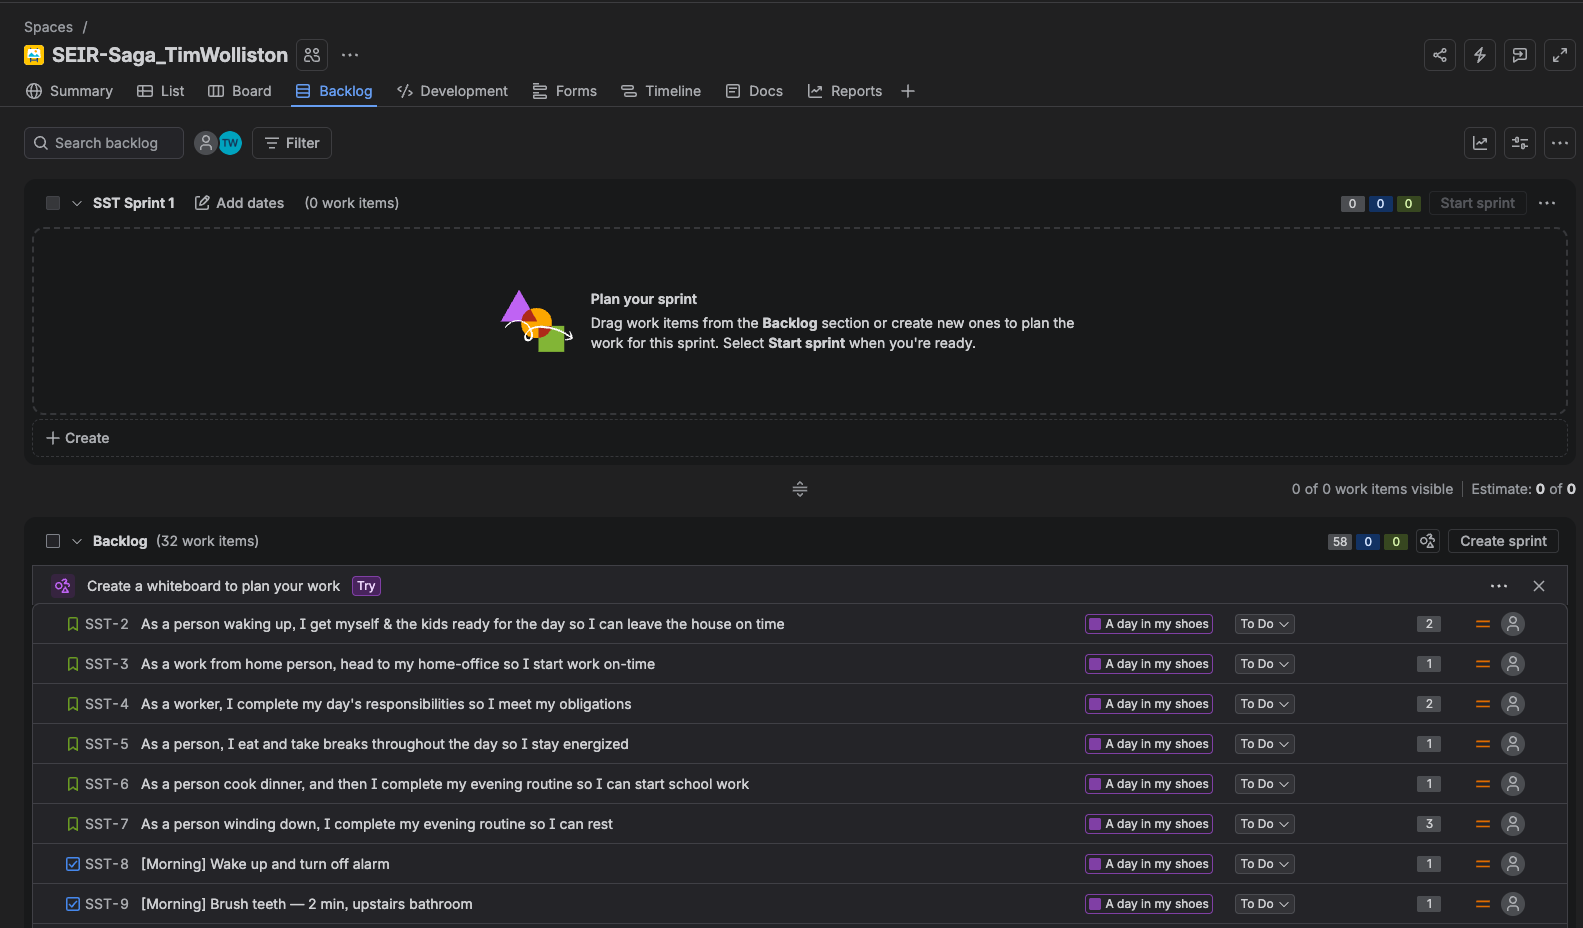 Spaces /
SEIR-Saga_TimWolliston
Summary List Board Backlog Development Forms Timeline Docs Reports
Search backlog TW Filter
SST Sprint 1 Add dates (0 work items) 0 0 0 Start sprint
Plan your sprint
Drag work items from the Backlog section or create new ones to plan the
work for this sprint. Select Start sprint when you're ready.
Create
0 of 0 work items visible Estimate: 0 of 0
Backlog (32 work items) 58 0 0 Create sprint
Create a whiteboard to plan your work Try
SST-2 As a person waking up, I get myself & the kids ready for the day so I can leave the house on time A day in my shoes To Do 2
SST-3 As a work from home person, head to my home-office so I start work on-time A day in my shoes To Do 1
SST-4 As a worker, I complete my day's responsibilities so I meet my obligations A day in my shoes To Do 2
SST-5 As a person, I eat and take breaks throughout the day so I stay energized A day in my shoes To Do 1
SST-6 As a person cook dinner, and then I complete my evening routine so I can start school work A day in my shoes To Do 1
SST-7 As a person winding down, I complete my evening routine so I can rest A day in my shoes To Do 3
SST-8 [Morning] Wake up and turn off alarm A day in my shoes To Do 1
SST-9 [Morning] Brush teeth — 2 min, upstairs bathroom A day in my shoes To Do 1